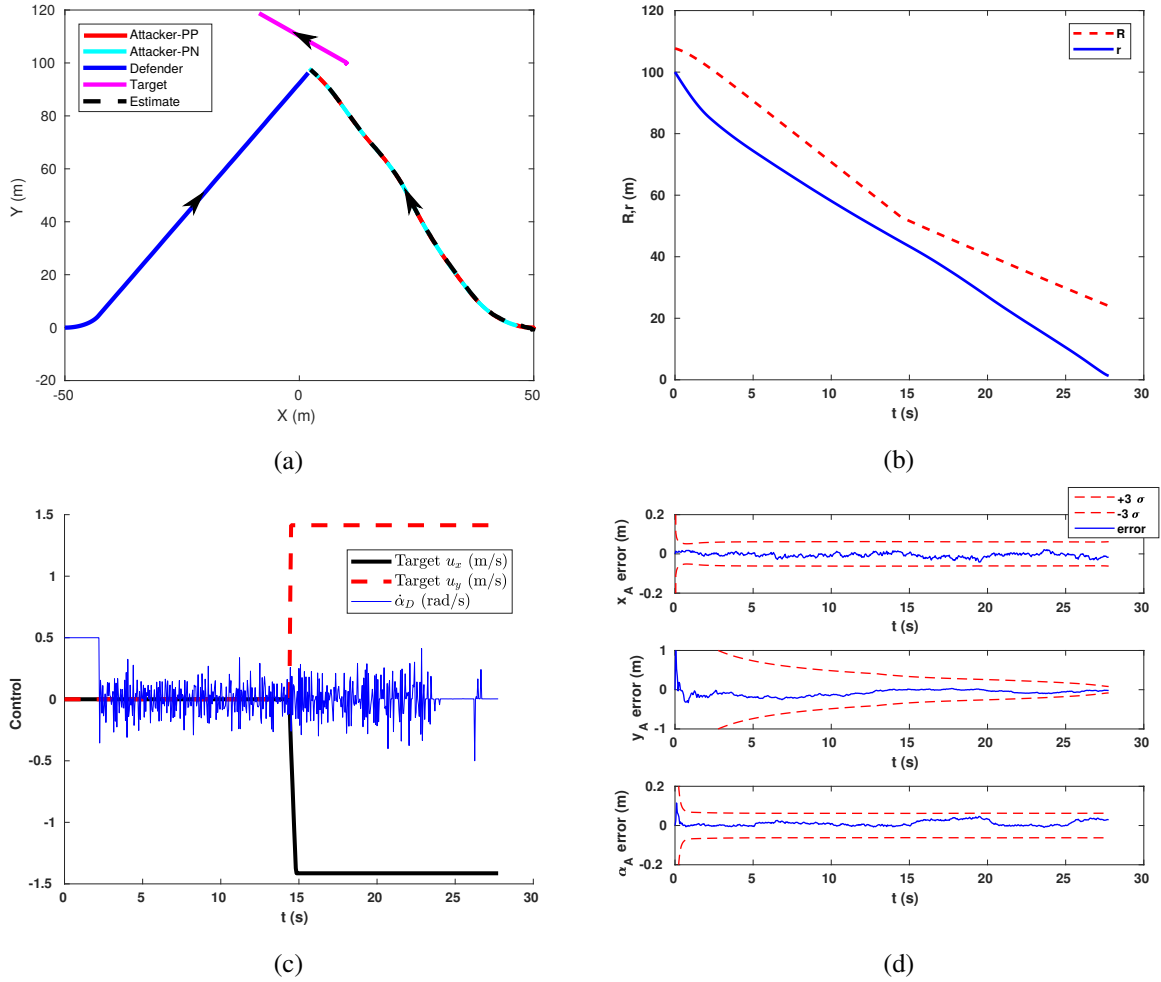 120
100
80
60
40
20
0
-20
Y (m)
-50
0
50
X (m)
Attacker-PP
Attacker-PN
Defender
Target
Estimate
(a)
120
100
80
60
40
20
0
R,r (m)
0 5 10 15 20 25 30
t (s)
R
r
(b)
1.5
1
0.5
0
-0.5
-1
-1.5
Control
0 5 10 15 20 25 30
t (s)
Target u_x (m/s)
Target u_y (m/s)
α̇_D (rad/s)
(c)
+3 σ
-3 σ
error
0.2
0
-0.2
x_A error (m)
0 5 10 15 20 25 30
t (s)
1
0
-1
y_A error (m)
0 5 10 15 20 25 30
t (s)
0.2
0
-0.2
α_A error (m)
0 5 10 15 20 25 30
t (s)
(d)